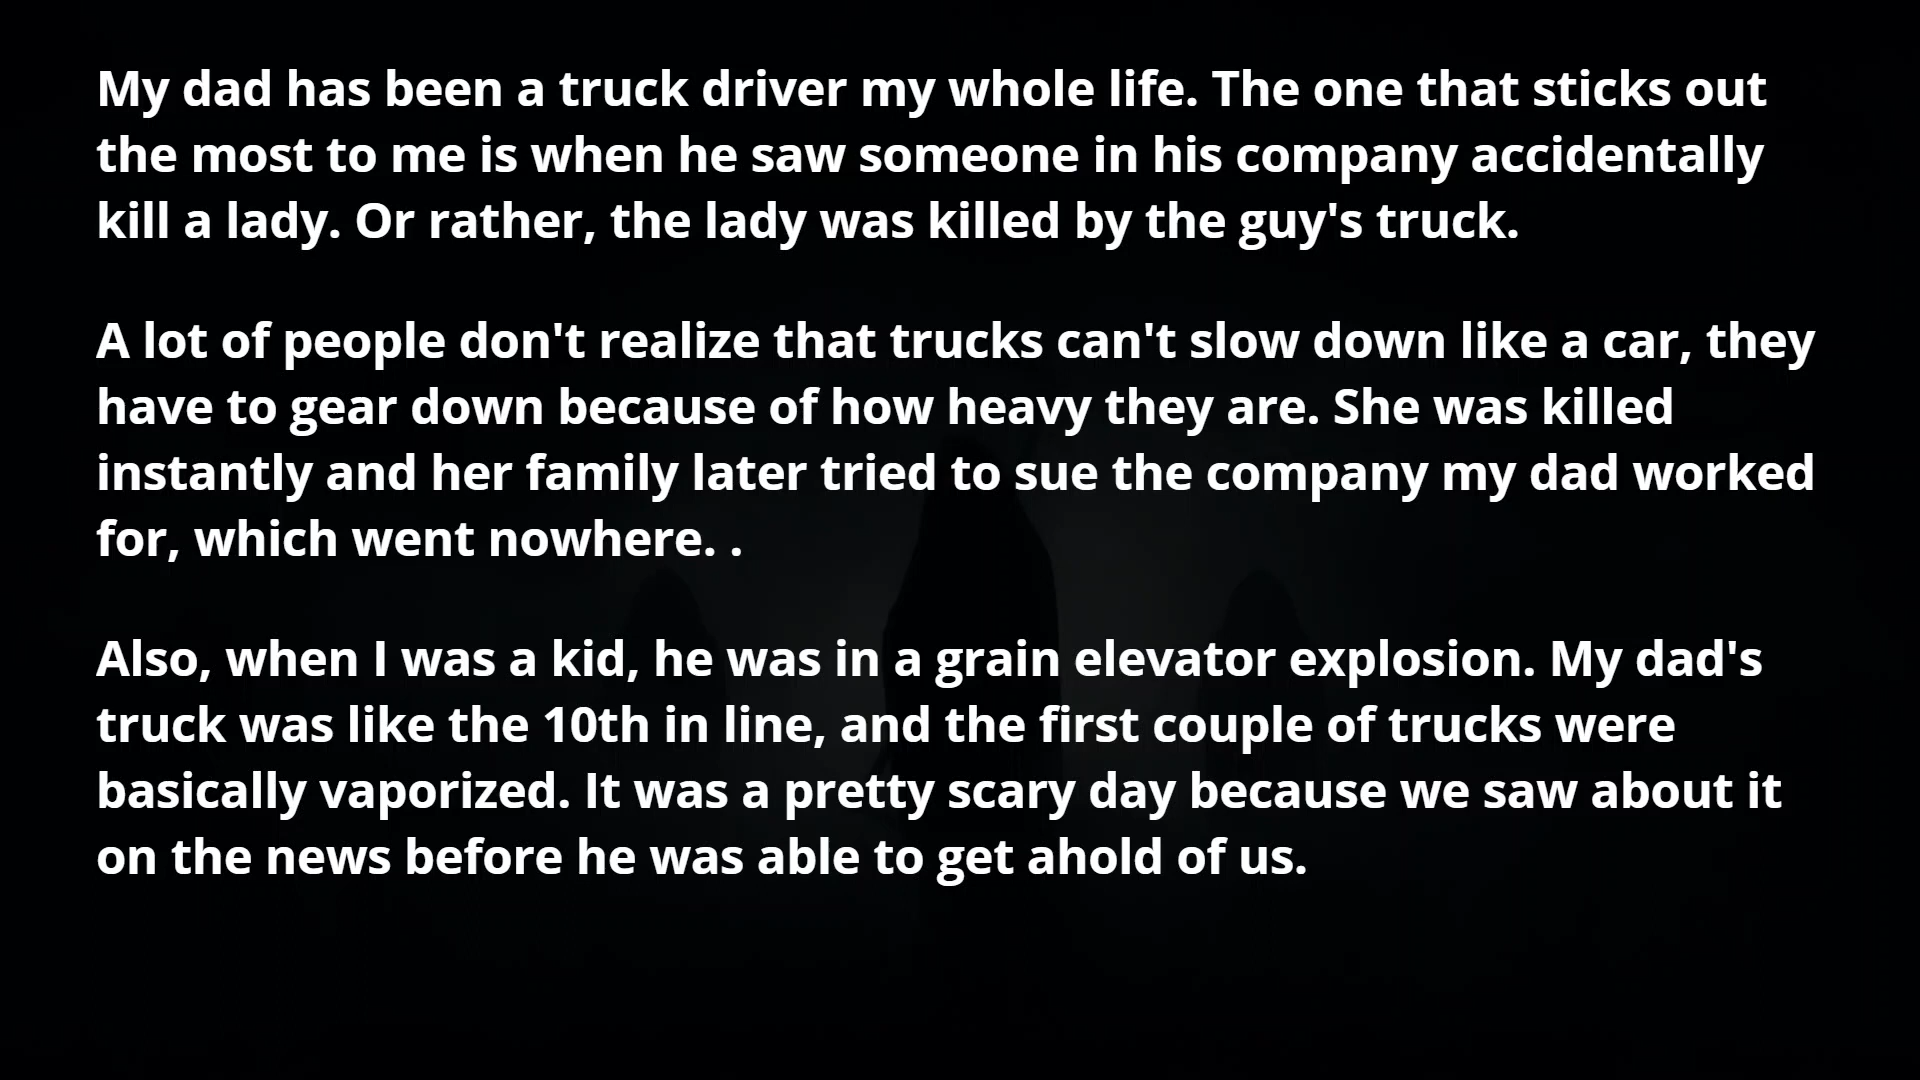 My dad has been a truck driver my whole life. The one that sticks out
the most to me is when he saw someone in his company accidentally
kill a lady. Or rather, the lady was killed by the guy's truck.
A lot of people don't realize that trucks can't slow down like a car, they
have to gear down because of how heavy they are. She was killed
instantly and her family later tried to sue the company my dad worked
for, which went nowhere. .
Also, when I was a kid, he was in a grain elevator explosion. My dad's
truck was like the 10th in line, and the first couple of trucks were
basically vaporized. It was a pretty scary day because we saw about it
on the news before he was able to get ahold of us.